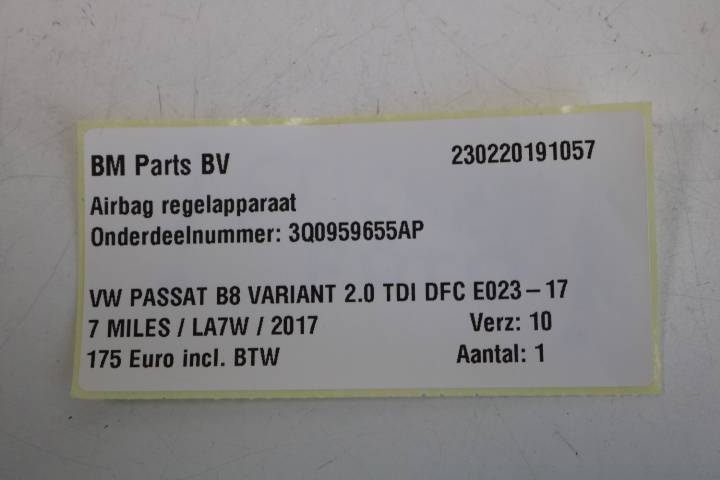 BM Parts BV 230220191057
Airbag regelapparaat
Onderdeelnummer: 3Q0959655AP
VW PASSAT B8 VARIANT 2.0 TDI DFC E023-17
7 MILES / LA7W / 2017 Verz: 10
175 Euro incl. BTW Aantal: 1